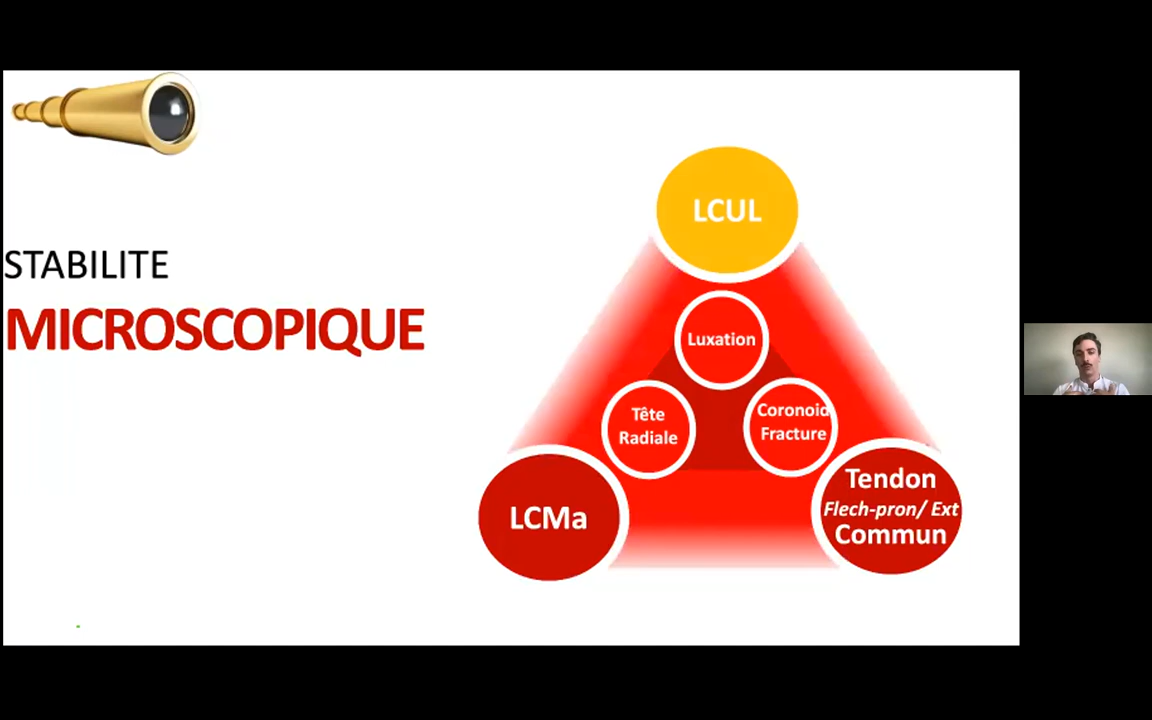 STABILITE
MICROSCOPIQUE
LCUL
Luxation
Tête
Radiale
Coronoid
Fracture
LCMa
Tendon
Flech-pron/ Ext
Commun